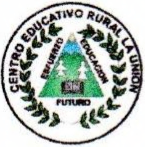 CENTRO EDUCATIVO RURAL LA UNION
ESFUERZO
EDUCACION
FUTURO